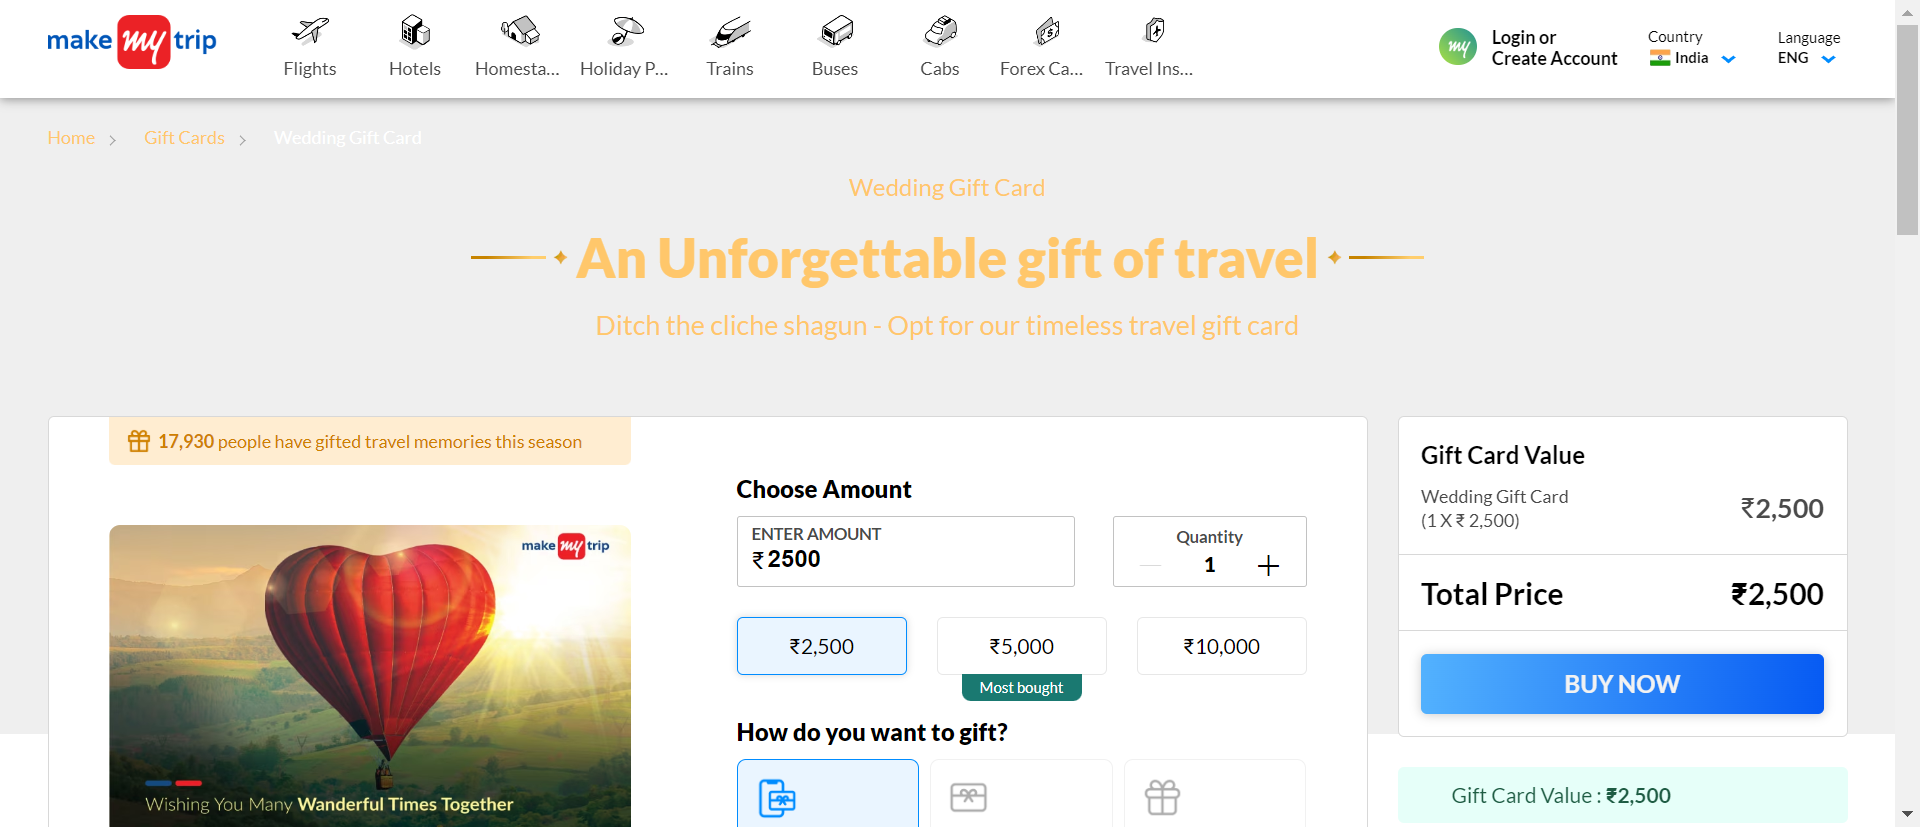 make my trip
Flights
Hotels
Homesta...
Holiday P...
Trains
Buses
Cabs
Forex Ca...
Travel Ins...
my
Login or
Create Account
Country
India
Language
ENG
Home
Gift Cards
Wedding Gift Card
Wedding Gift Card
An Unforgettable gift of travel
Ditch the cliche shagun - Opt for our timeless travel gift card
17,930 people have gifted travel memories this season
make my trip
Wishing You Many Wanderful Times Together
Choose Amount
ENTER AMOUNT
₹ 2500
Quantity
1
₹2,500
₹5,000
₹10,000
Most bought
How do you want to gift?
Gift Card Value
Wedding Gift Card
(1 X ₹ 2,500)
₹2,500
Total Price
₹2,500
BUY NOW
Gift Card Value : ₹2,500